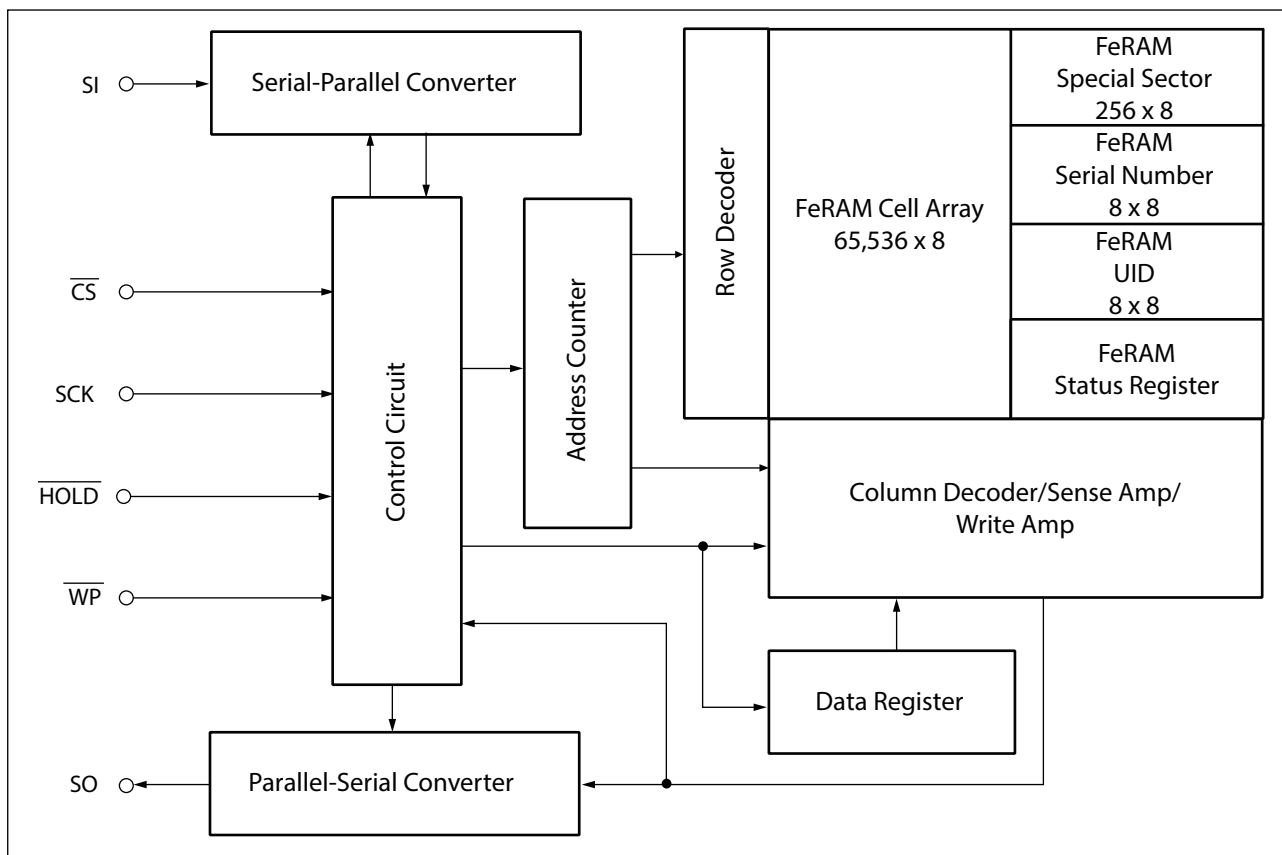 SI
Serial-Parallel Converter
CS
SCK
HOLD
WP
Control Circuit
Address Counter
Row Decoder
FeRAM Cell Array
65,536 x 8
FeRAM
Special Sector
256 x 8
FeRAM
Serial Number
8 x 8
FeRAM
UID
8 x 8
FeRAM
Status Register
Column Decoder/Sense Amp/
Write Amp
Data Register
SO
Parallel-Serial Converter